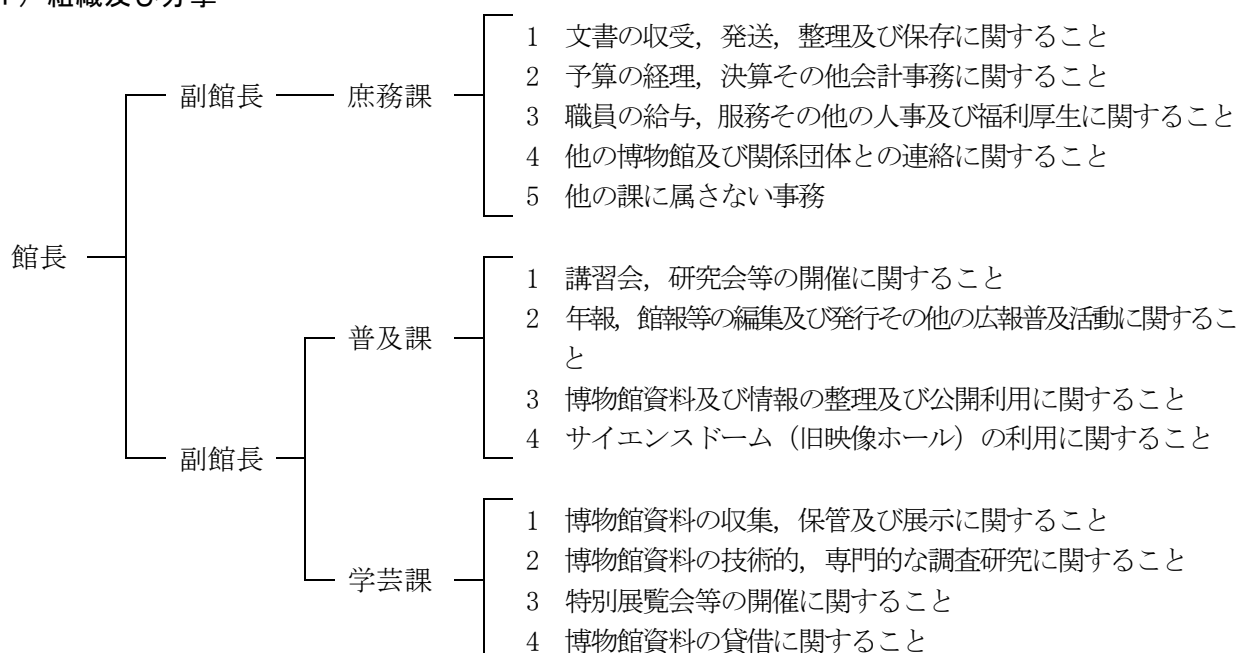 館長
副館長
庶務課
1 文書の収受，発送，整理及び保存に関すること
2 予算の経理，決算その他会計事務に関すること
3 職員の給与，服務その他の人事及び福利厚生に関すること
4 他の博物館及び関係団体との連絡に関すること
5 他の課に属さない事務
副館長
普及課
1 講習会，研究会等の開催に関すること
2 年報，館報等の編集及び発行その他の広報普及活動に関するこ
と
3 博物館資料及び情報の整理及び公開利用に関すること
4 サイエンスドーム（旧映像ホール）の利用に関すること
学芸課
1 博物館資料の収集，保管及び展示に関すること
2 博物館資料の技術的，専門的な調査研究に関すること
3 特別展覧会等の開催に関すること
4 博物館資料の貸借に関すること